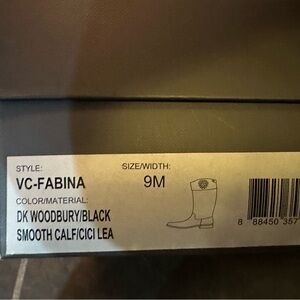 STYLE: SIZE/WIDTH:
VC-FABINA 9M
COLOR/MATERIAL:
DK WOODBURY/BLACK
SMOOTH CALF/CICI LEA
8 88450 357